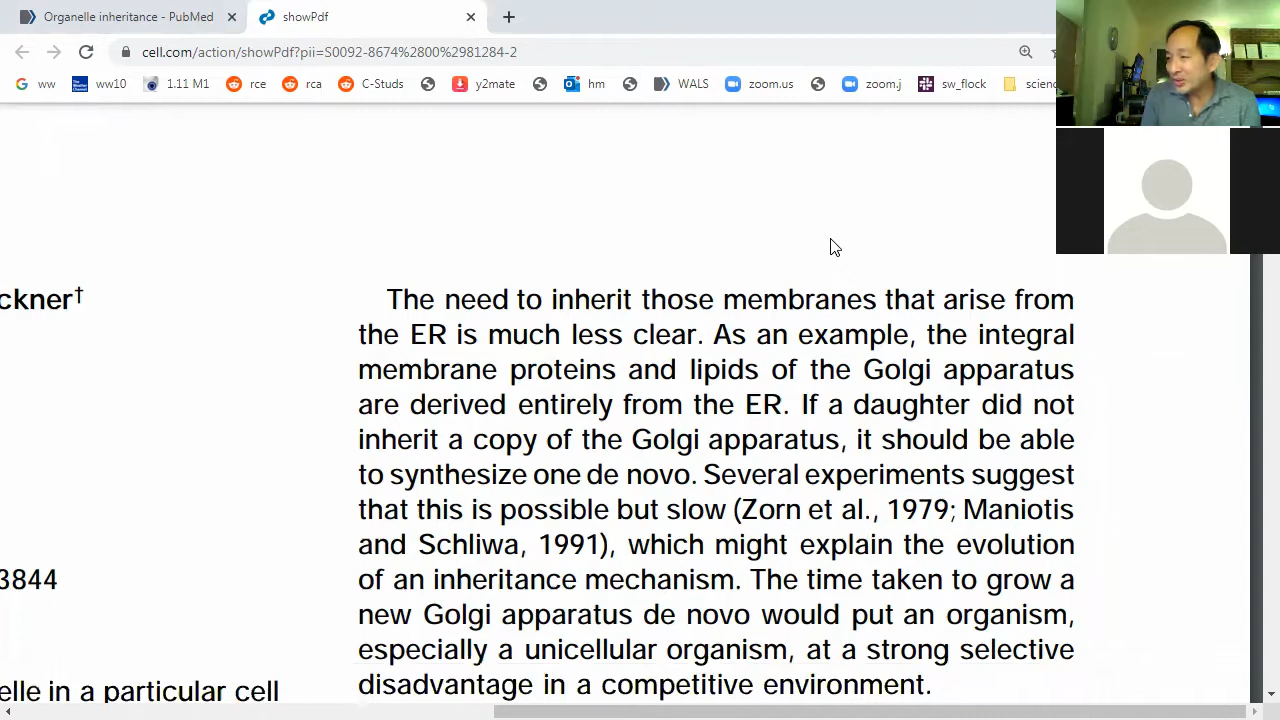 Organelle inheritance - PubMed
showPdf
cell.com/action/showPdf?pii=S0092-8674%2800%2981284-2
ww ww10 1.11 M1 rce rca C-Studs y2mate hm WALS zoom.us zoom.j sw_flock scienc
ckner†
3844
elle in a particular cell
The need to inherit those membranes that arise from
the ER is much less clear. As an example, the integral
membrane proteins and lipids of the Golgi apparatus
are derived entirely from the ER. If a daughter did not
inherit a copy of the Golgi apparatus, it should be able
to synthesize one de novo. Several experiments suggest
that this is possible but slow (Zorn et al., 1979; Maniotis
and Schliwa, 1991), which might explain the evolution
of an inheritance mechanism. The time taken to grow a
new Golgi apparatus de novo would put an organism,
especially a unicellular organism, at a strong selective
disadvantage in a competitive environment.